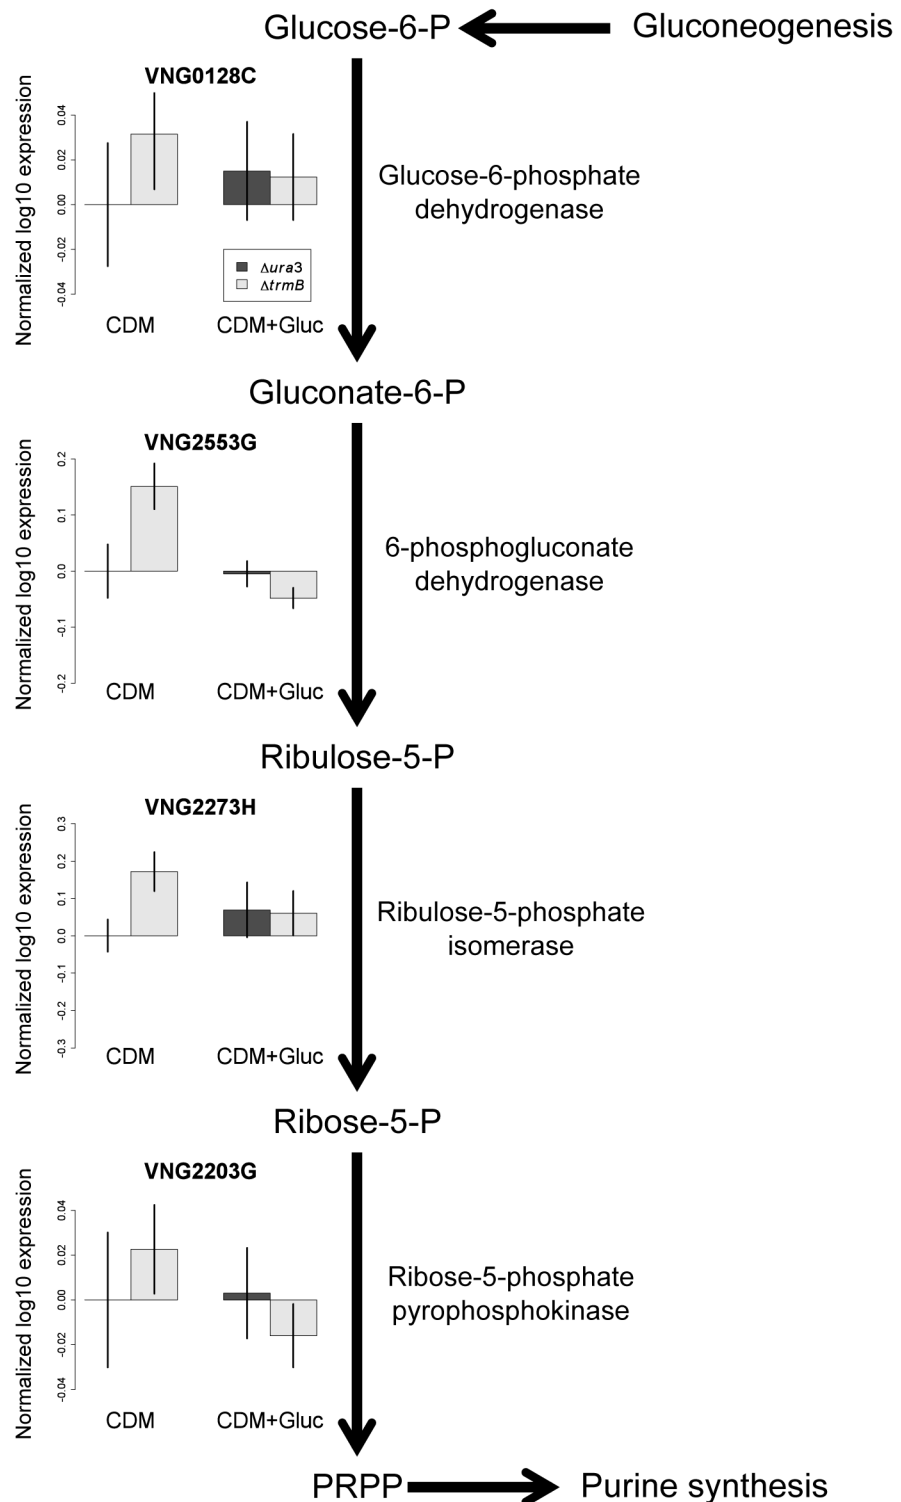 Glucose-6-P
Gluconeogenesis
VNG0128C
Normalized log10 expression
0.04
0.02
0.00
-0.02
-0.04
Δura3
ΔtrmB
CDM
CDM+Gluc
Glucose-6-phosphate
dehydrogenase
Gluconate-6-P
VNG2553G
Normalized log10 expression
0.2
0.1
0.0
-0.1
-0.2
CDM
CDM+Gluc
6-phosphogluconate
dehydrogenase
Ribulose-5-P
VNG2273H
Normalized log10 expression
0.3
0.2
0.1
0.0
-0.1
-0.2
-0.3
CDM
CDM+Gluc
Ribulose-5-phosphate
isomerase
Ribose-5-P
VNG2203G
Normalized log10 expression
0.04
0.02
0.00
-0.02
-0.04
CDM
CDM+Gluc
Ribose-5-phosphate
pyrophosphokinase
PRPP
Purine synthesis